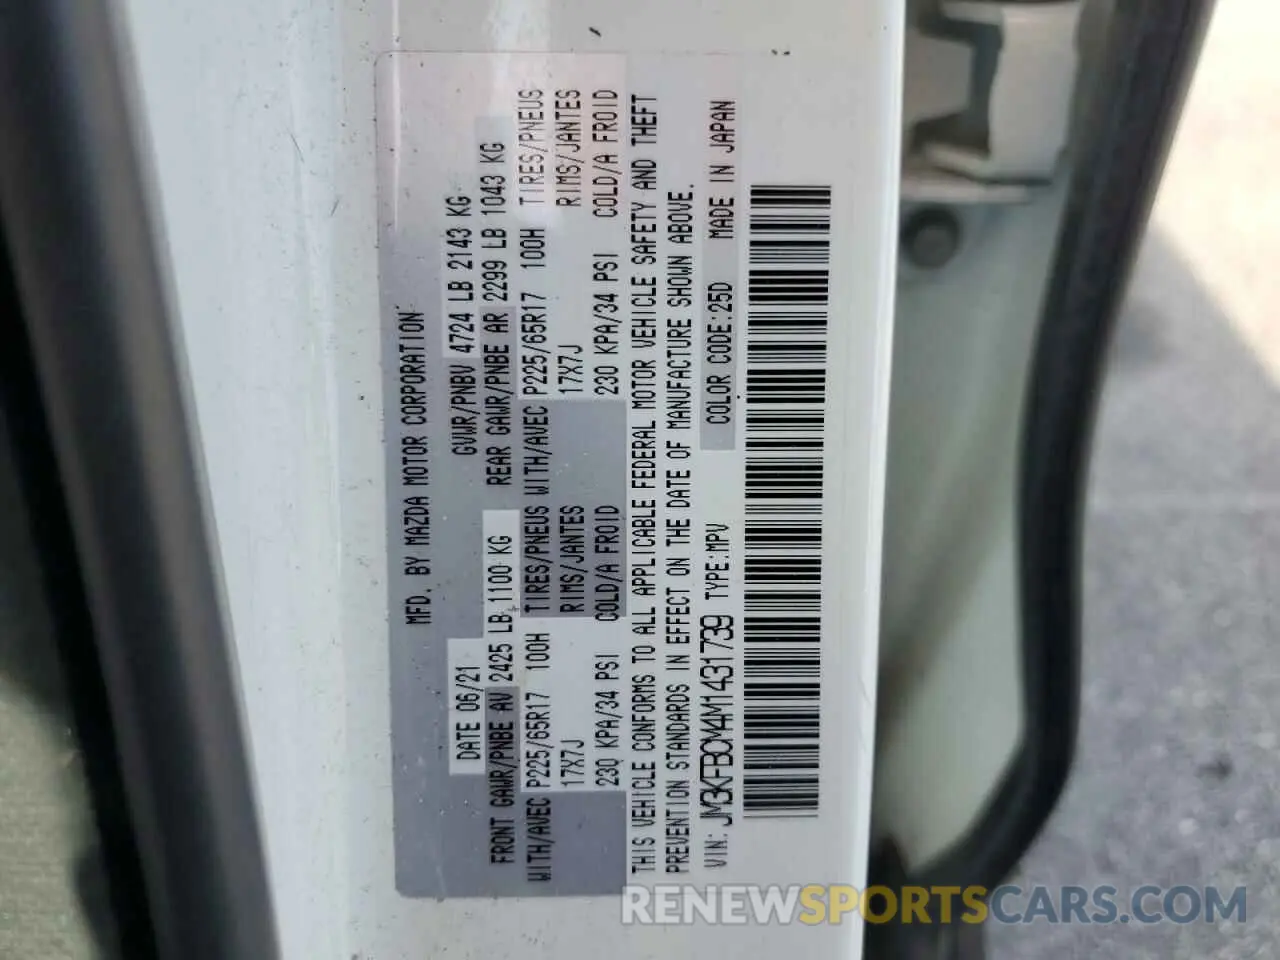 MFD. BY MAZDA MOTOR CORPORATION
DATE 06/21 GVWR/PNBV 4724 LB 2143 KG
FRONT GAWR/PNBE AV 2425 LB 1100 KG REAR GAWR/PNBE AR 2299 LB 1043 KG
WITH/AVEC P225/65R17 100H TIRES/PNEUS WITH/AVEC P225/65R17 100H TIRES/PNEUS
17X7J RIMS/JANTES 17X7J RIMS/JANTES
230 KPA/34 PSI COLD/A FROID 230 KPA/34 PSI COLD/A FROID
THIS VEHICLE CONFORMS TO ALL APPLICABLE FEDERAL MOTOR VEHICLE SAFETY AND THEFT
PREVENTION STANDARDS IN EFFECT ON THE DATE OF MANUFACTURE SHOWN ABOVE.
VIN: JM3KFBCM4M1431739 TYPE:MPV COLOR CODE:25D MADE IN JAPAN
RENEWSPORTSCARS.COM